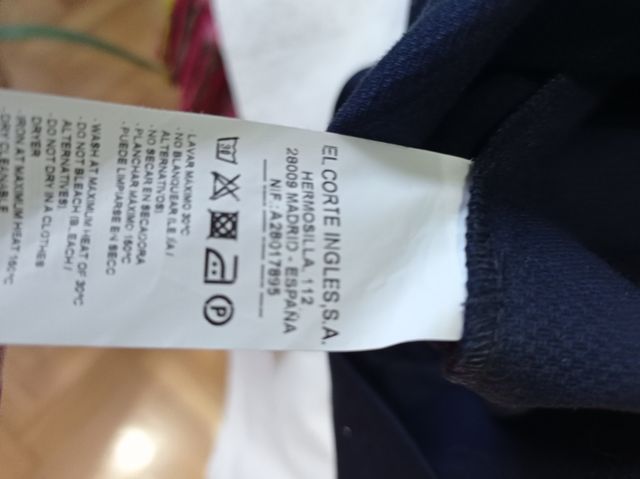 EL CORTE INGLES,S.A.
HERMOSILLA, 112
28009 MADRID - ESPAÑA
N.I.F.: A28017895
P
- LAVAR MAXIMO 30ºC
- NO BLANQUEAR
ALTERNATIVOS)
- NO SECAR EN SECADORA
- PLANCHAR MAXIMO 150ºC
- PUEDE LIMPIARSE EN SECO
- WASH AT MAXIMUM HEAT OF 30ºC
- DO NOT BLEACH
ALTERNATIVES)
- DO NOT DRY IN A CLOTHES
DRYER
- IRON AT MAXIMUM HEAT 150ºC
- DRY CLEANABLE